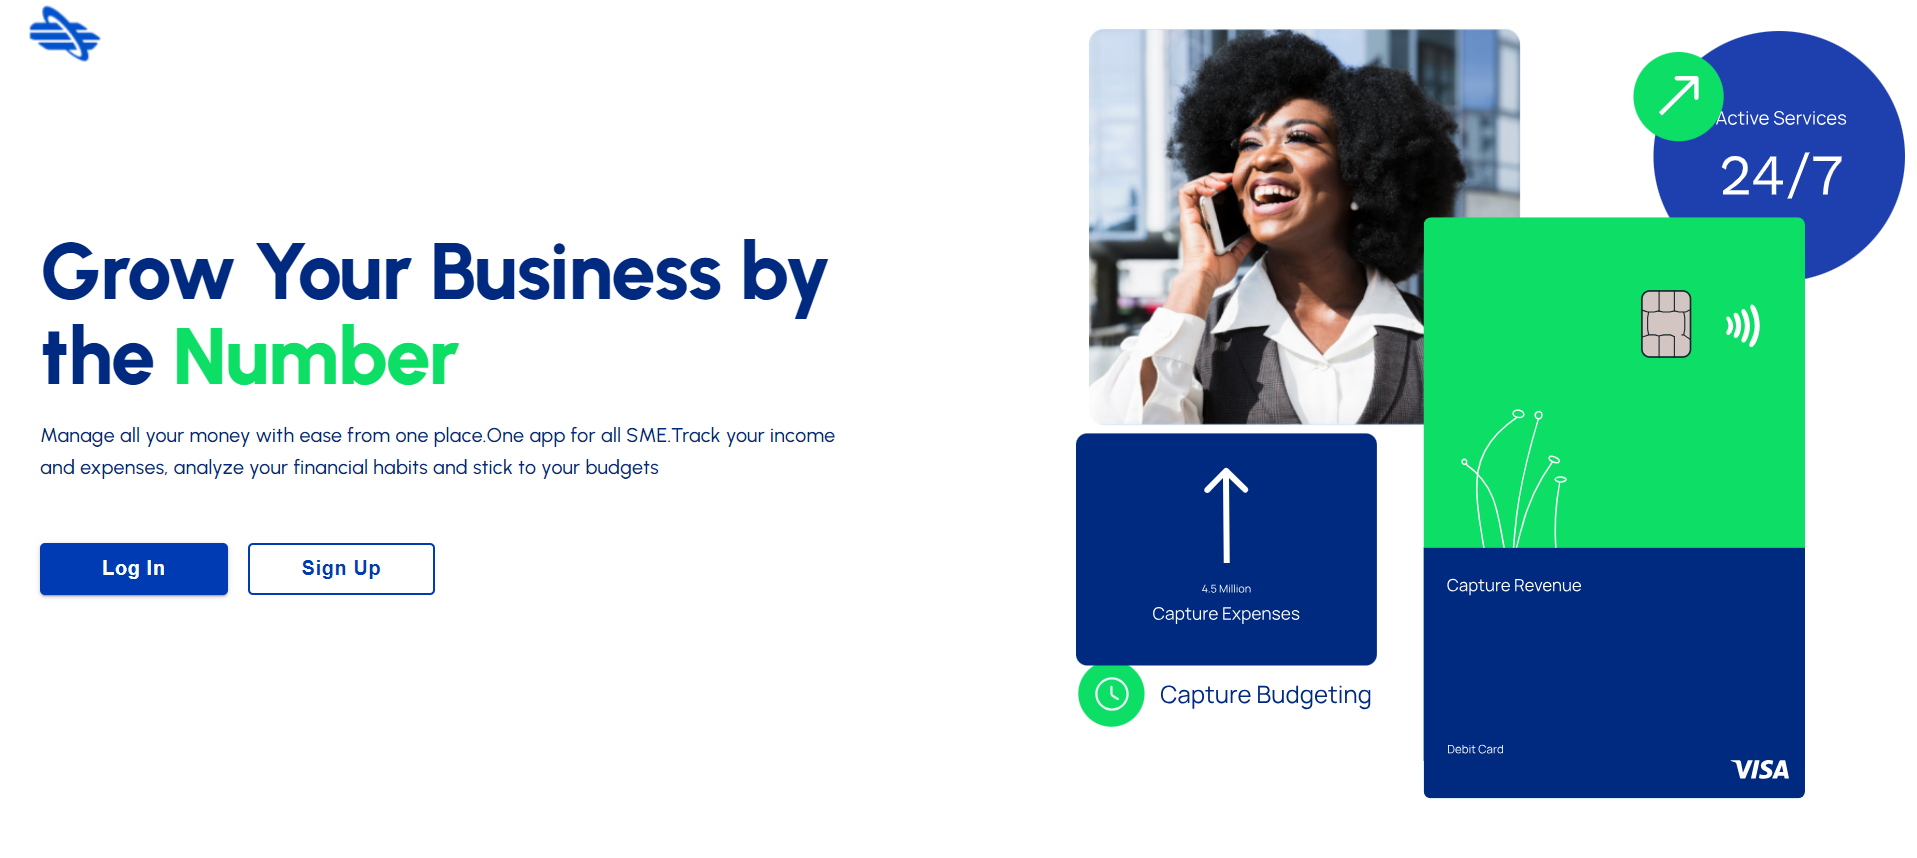 Grow Your Business by
the Number
Manage all your money with ease from one place.One app for all SME.Track your income
and expenses, analyze your financial habits and stick to your budgets
Log In
Sign Up
Active Services
24/7
Capture Revenue
Debit Card
VISA
4.5 Million
Capture Expenses
Capture Budgeting